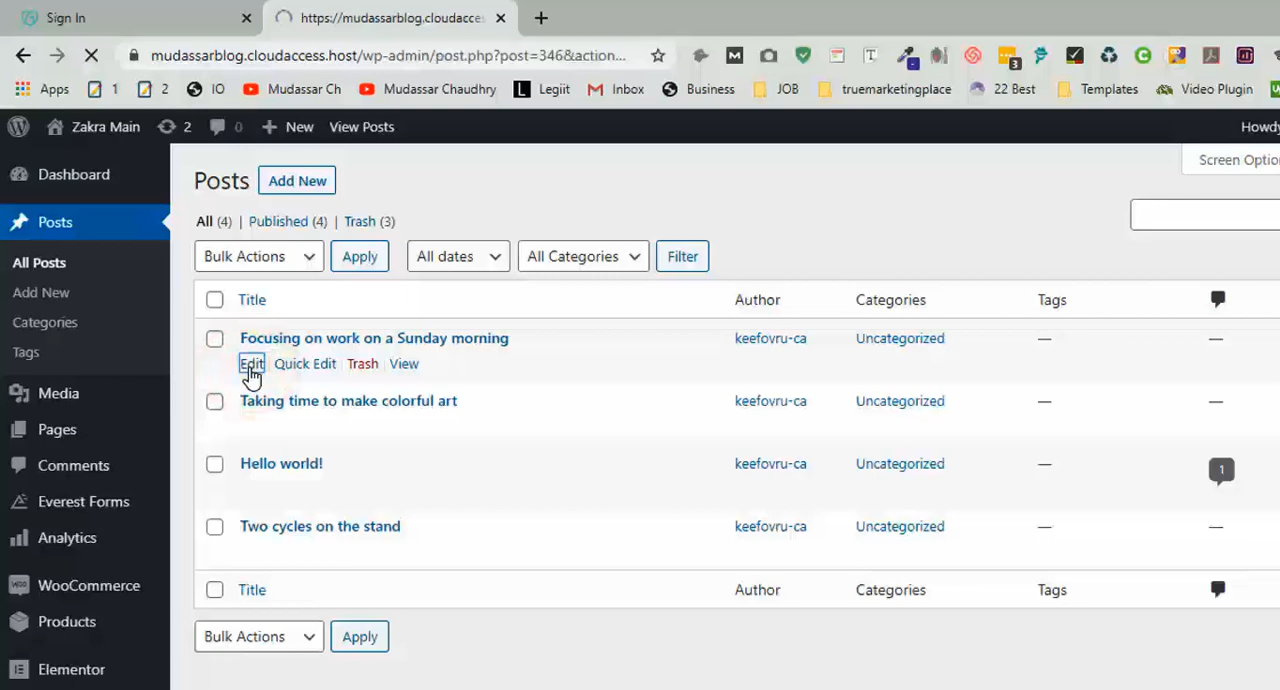 Sign In
https://mudassarblog.cloudacce
mudassarblog.cloudaccess.host/wp-admin/post.php?post=346&action...
Apps 1 2 IO Mudassar Ch Mudassar Chaudhry Legiit Inbox Business JOB truemarketingplace 22 Best Templates Video Plugin
3
Zakra Main 2 0 New View Posts Howdy
Dashboard
Posts
All Posts
Add New
Categories
Tags
Media
Pages
Comments
Everest Forms
Analytics
WooCommerce
Products
Elementor
Screen Optio
Posts Add New
All (4) | Published (4) | Trash (3)
Bulk Actions Apply All dates All Categories Filter
Title Author Categories Tags
Focusing on work on a Sunday morning keefovru-ca Uncategorized — —
Edit | Quick Edit | Trash | View
Taking time to make colorful art keefovru-ca Uncategorized — —
Hello world! keefovru-ca Uncategorized — 1
Two cycles on the stand keefovru-ca Uncategorized — —
Title Author Categories Tags
Bulk Actions Apply